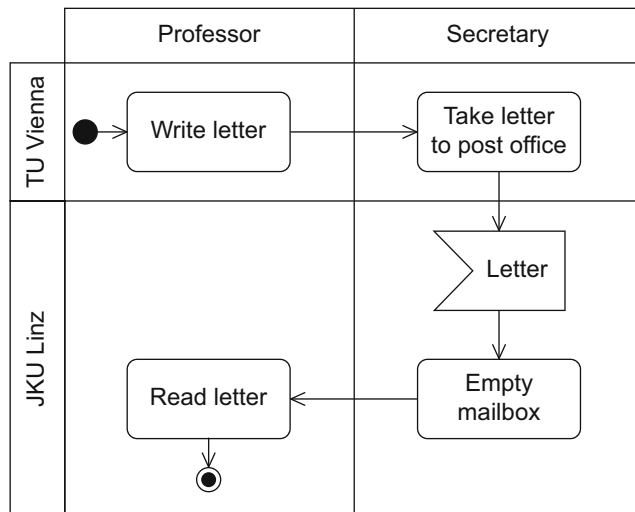 Professor
Secretary
TU Vienna
Write letter
Take letter
to post office
Letter
JKU Linz
Read letter
Empty
mailbox